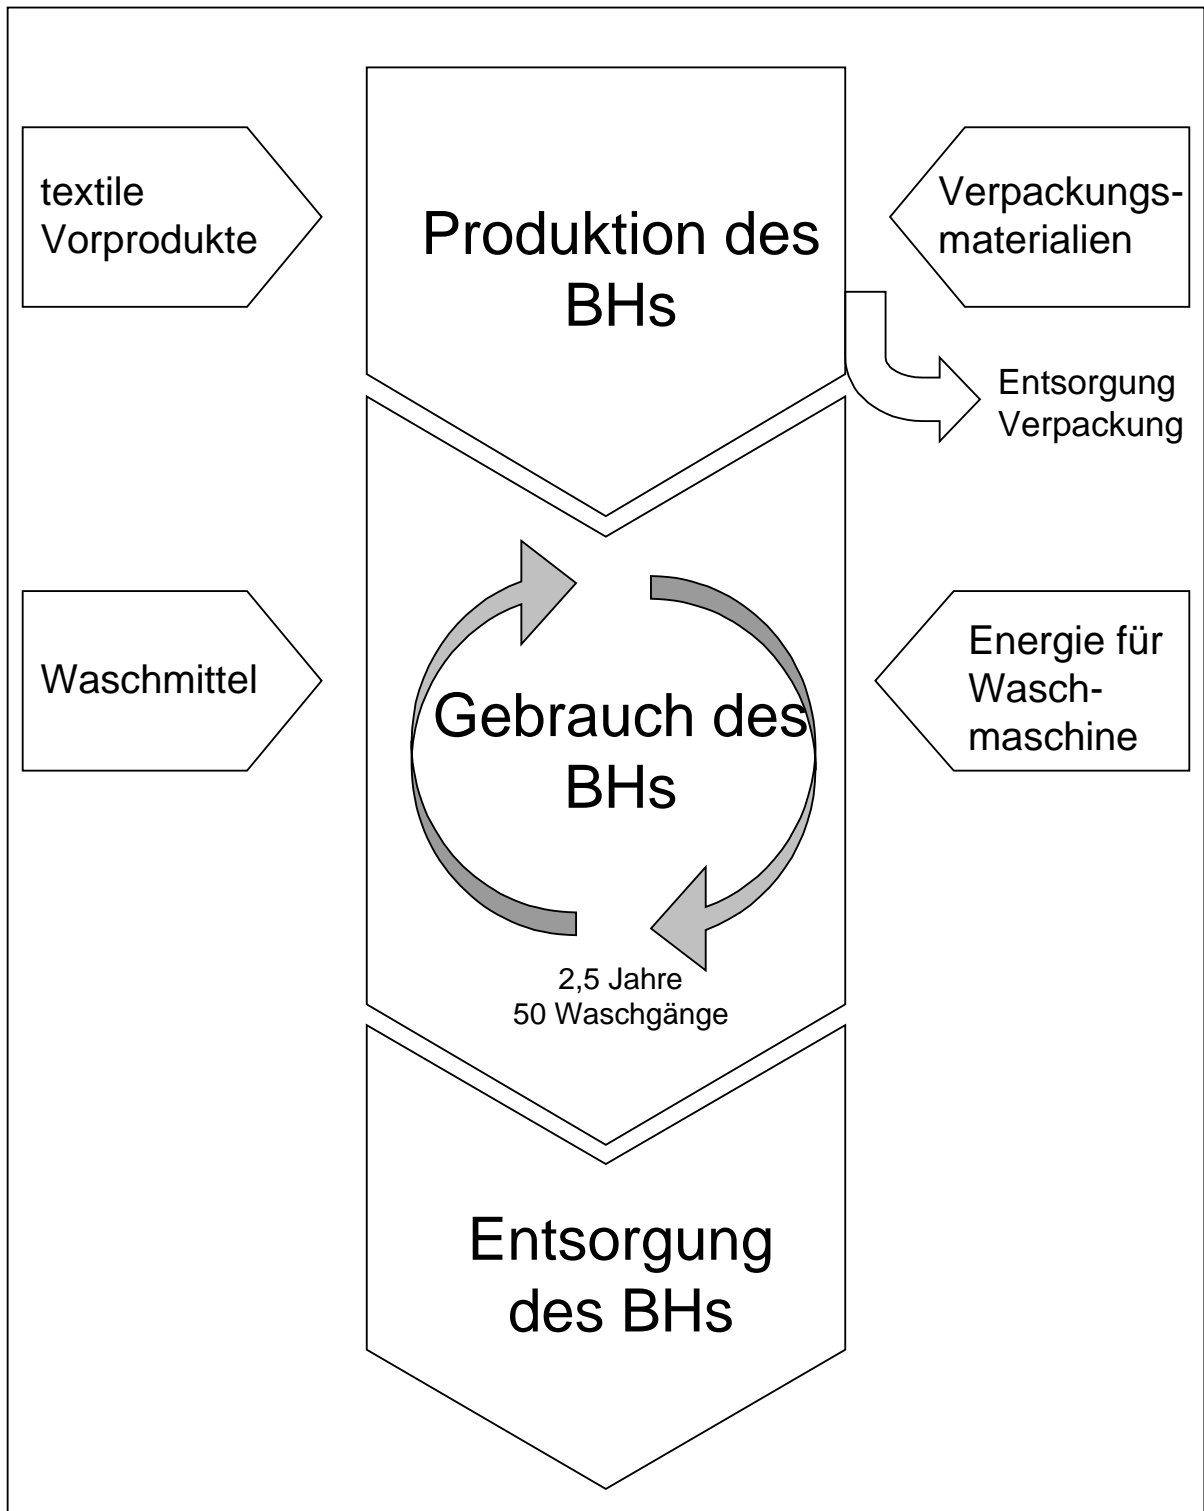 textile
Vorprodukte
Produktion des
BHs
Verpackungs-
materialien
Entsorgung
Verpackung
Waschmittel
Gebrauch des
BHs
Energie für
Wasch-
maschine
2,5 Jahre
50 Waschgänge
Entsorgung
des BHs